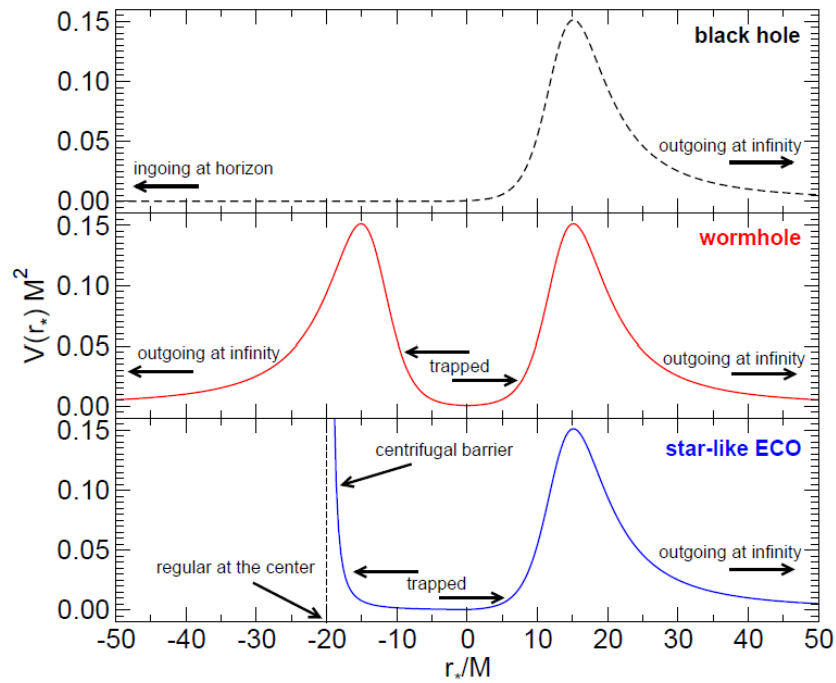 0.15
0.10
0.05
0.00
black hole
ingoing at horizon
outgoing at infinity
V(r*) M²
0.15
0.10
0.05
0.00
wormhole
outgoing at infinity
trapped
outgoing at infinity
0.15
0.10
0.05
0.00
star-like ECO
centrifugal barrier
regular at the center
trapped
outgoing at infinity
-50 -40 -30 -20 -10 0 10 20 30 40 50
r*/M